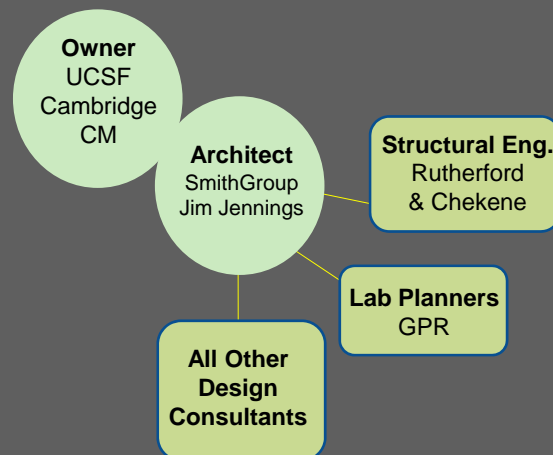 Owner
UCSF
Cambridge
CM
Architect
SmithGroup
Jim Jennings
Structural Eng.
Rutherford
& Chekene
Lab Planners
GPR
All Other
Design
Consultants